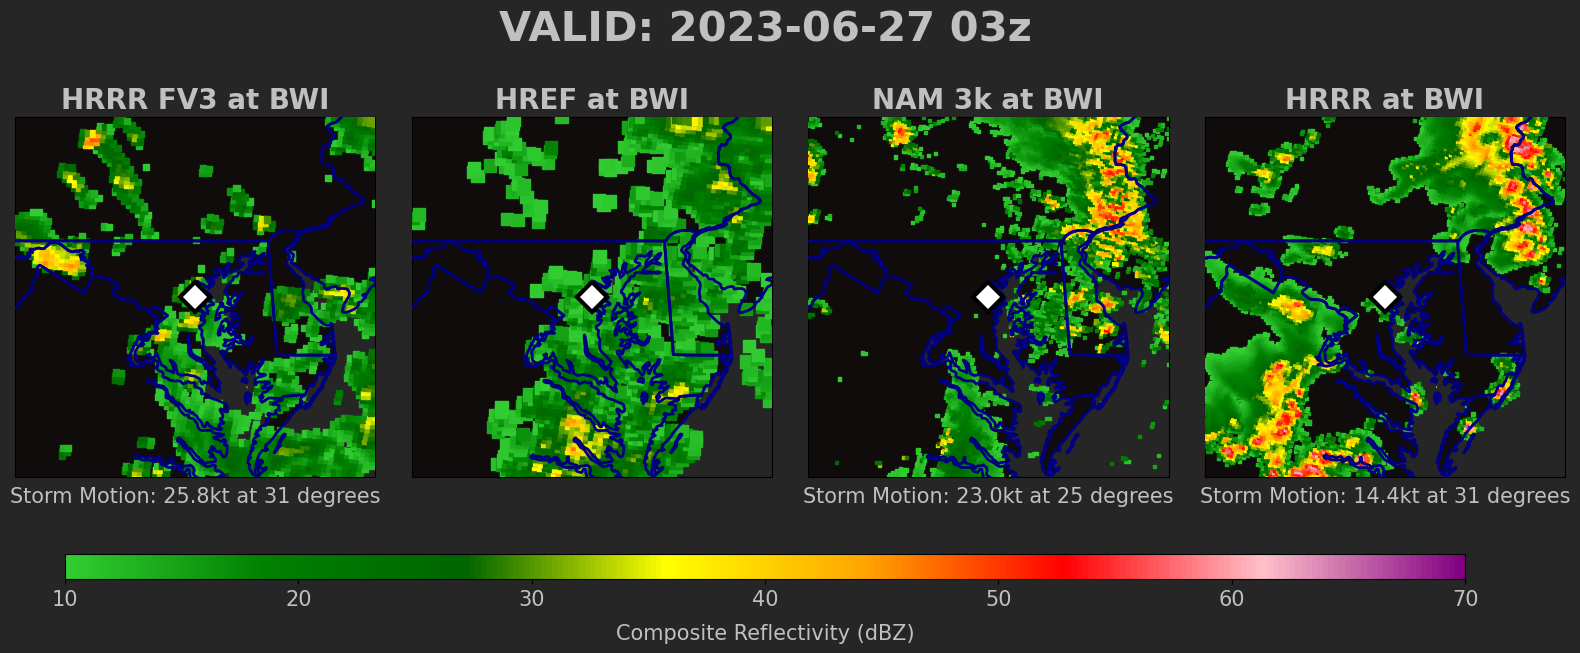 VALID: 2023-06-27 03z
HRRR FV3 at BWI
HREF at BWI
NAM 3k at BWI
HRRR at BWI
Storm Motion: 25.8kt at 31 degrees
Storm Motion: 23.0kt at 25 degrees
Storm Motion: 14.4kt at 31 degrees
10 20 30 40 50 60 70
Composite Reflectivity (dBZ)